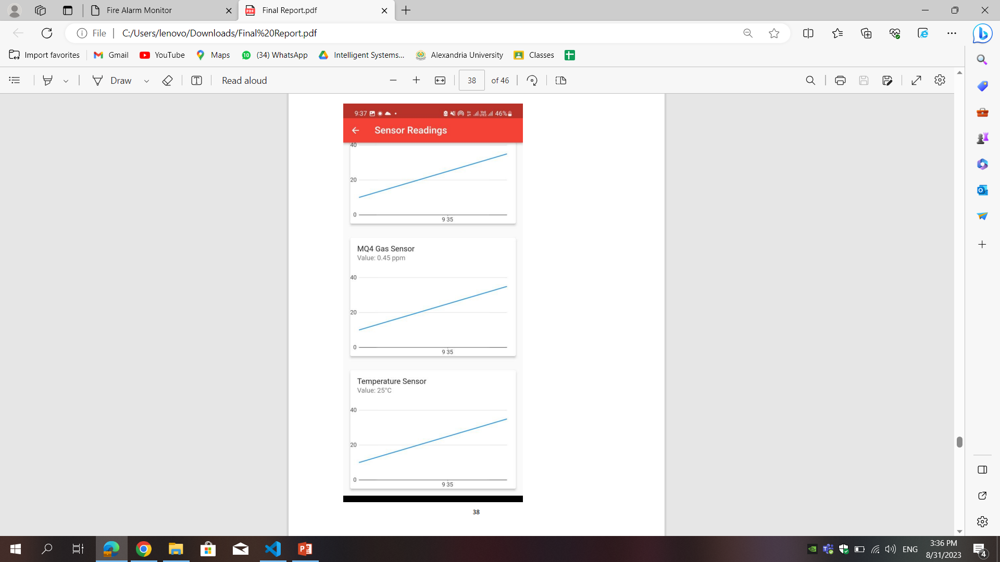 Fire Alarm Monitor
Final Report.pdf
File
C:/Users/lenovo/Downloads/Final%20Report.pdf
Import favorites
Gmail
YouTube
Maps
(34) WhatsApp
Intelligent Systems...
Alexandria University
Classes
Draw
Read aloud
38
of 46
9:37
46%
Sensor Readings
40
20
0
9 35
MQ4 Gas Sensor
Value: 0.45 ppm
40
20
0
9 35
Temperature Sensor
Value: 25°C
40
20
0
9 35
38
ENG
3:36 PM
8/31/2023
4